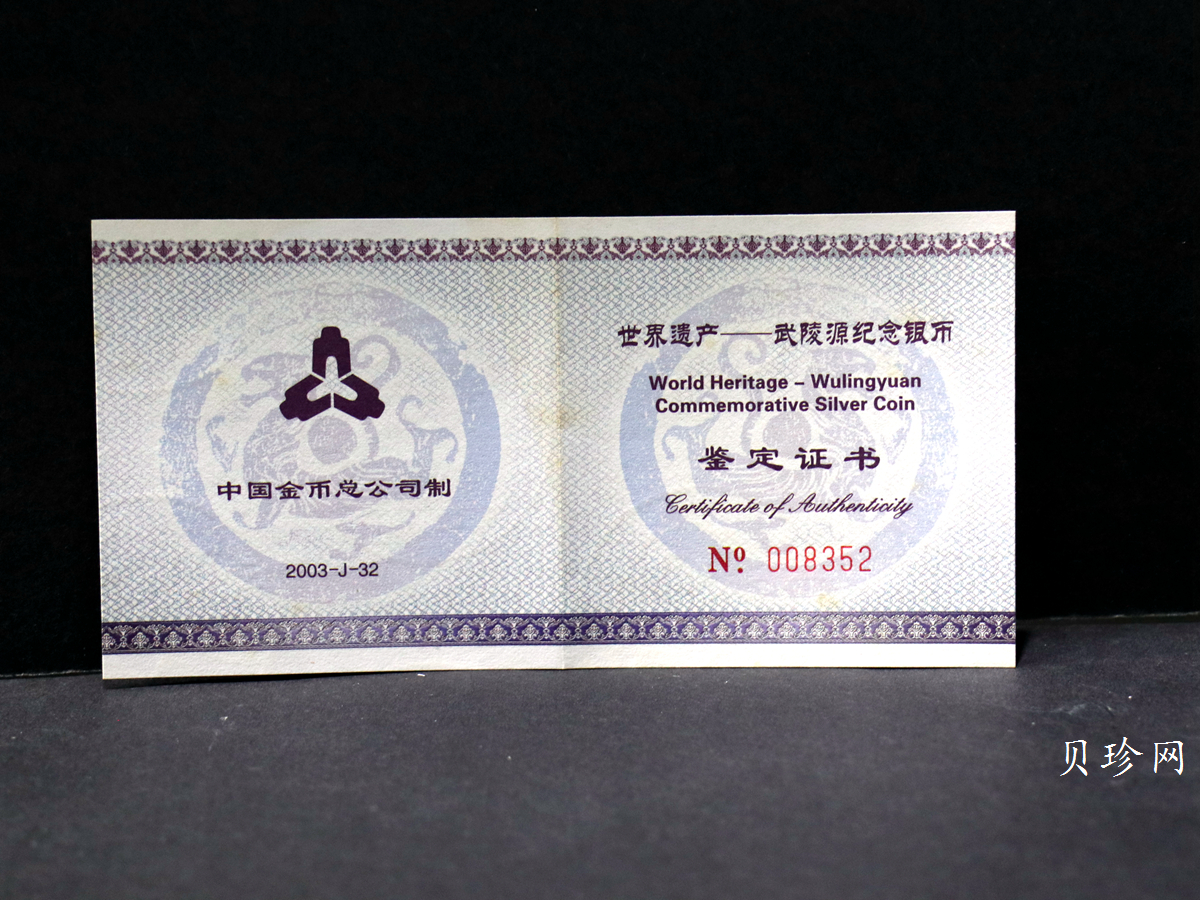 中国金币总公司制
2003-J-32
世界遗产——武陵源纪念银币
World Heritage – Wulingyuan
Commemorative Silver Coin
鉴定证书
Certificate of Authenticity
Nº 008352
贝珍网